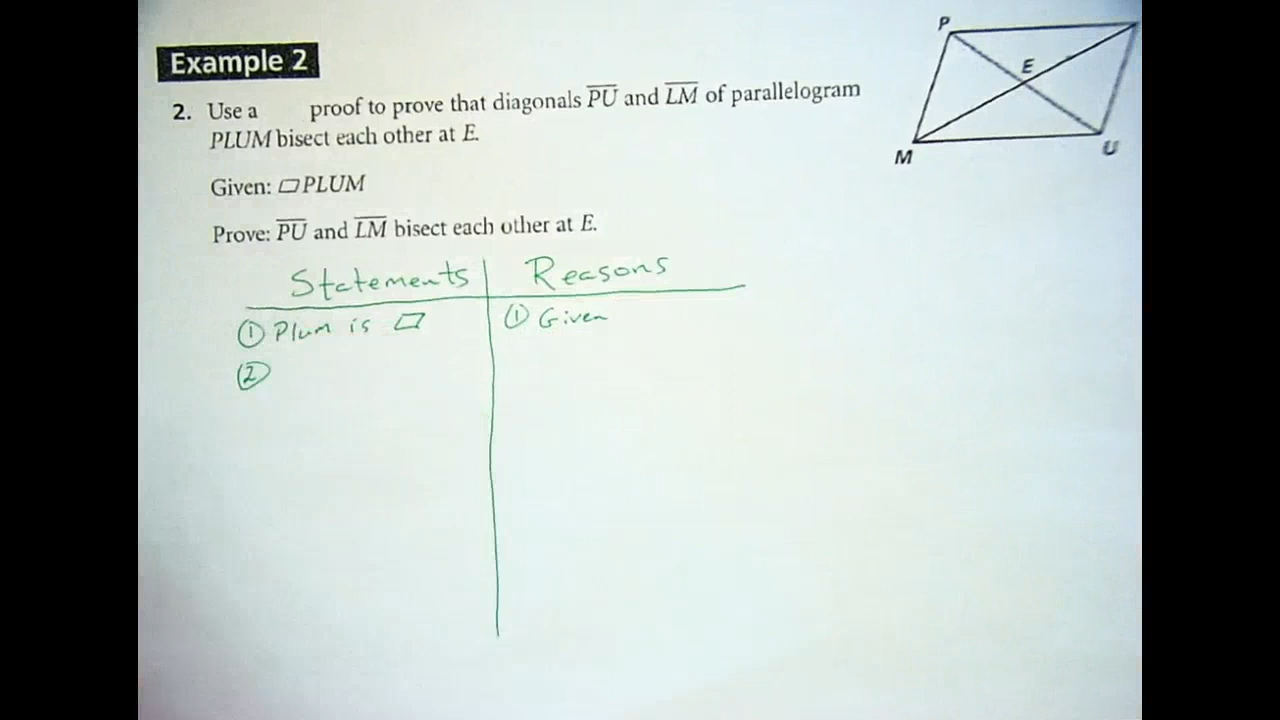 Example 2
2. Use a proof to prove that diagonals PU and LM of parallelogram
PLUM bisect each other at E.
Given: ▱PLUM
Prove: PU and LM bisect each other at E.
P
E
M
U
Statements Reasons
① Plum is ▱ ① Given
②